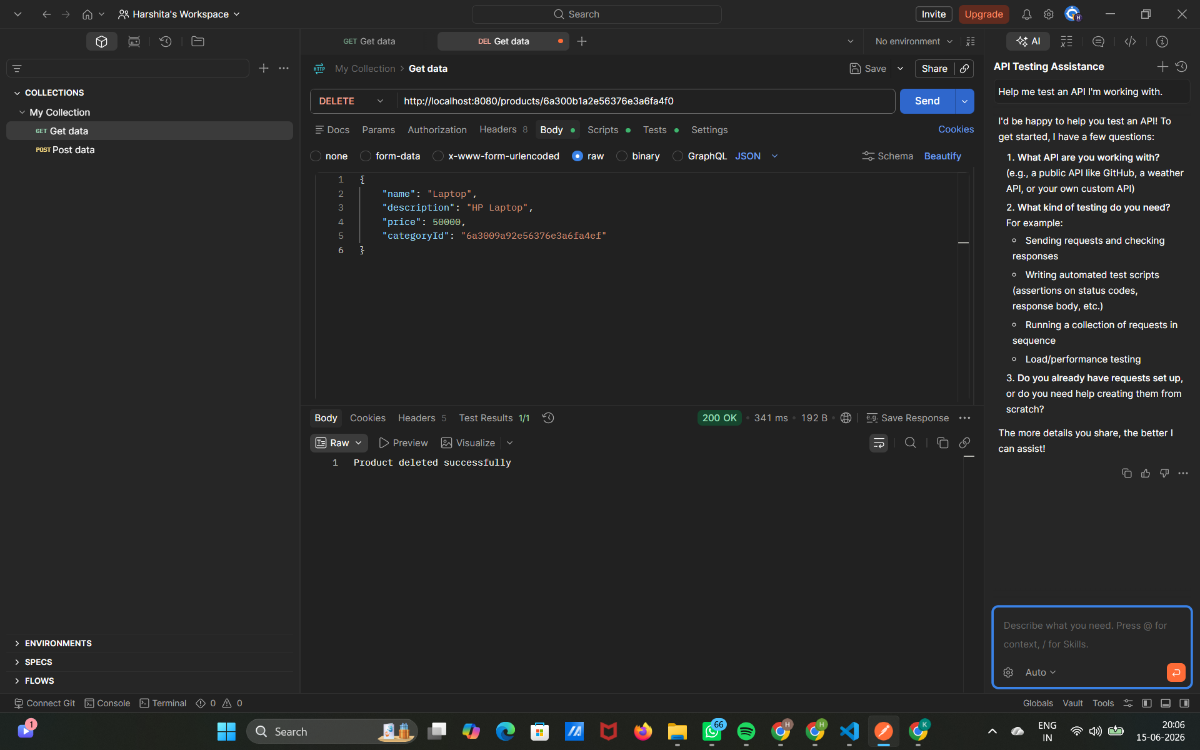 Harshita's Workspace
Search
Invite
Upgrade
GET Get data
DEL Get data
No environment
AI
My Collection > Get data
Save
Share
API Testing Assistance
COLLECTIONS
My Collection
GET Get data
POST Post data
DELETE
http://localhost:8080/products/6a300b1a2e56376e3a6fa4f0
Send
Docs
Params
Authorization
Headers 8
Body
Scripts
Tests
Settings
Cookies
none
form-data
x-www-form-urlencoded
raw
binary
GraphQL
JSON
Schema
Beautify
1 {
2 "name": "Laptop",
3 "description": "HP Laptop",
4 "price": 50000,
5 "categoryId": "6a3009a92e56376e3a6fa4ef"
6 }
Body
Cookies
Headers 5
Test Results 1/1
200 OK • 341 ms • 192 B
e.g. Save Response
Raw
Preview
Visualize
1 Product deleted successfully
Help me test an API I'm working with.
I'd be happy to help you test an API! To
get started, I have a few questions:
1. What API are you working with?
(e.g., a public API like GitHub, a weather
API, or your own custom API)
2. What kind of testing do you need?
For example:
Sending requests and checking
responses
Writing automated test scripts
(assertions on status codes,
response body, etc.)
Running a collection of requests in
sequence
Load/performance testing
3. Do you already have requests set up,
or do you need help creating them from
scratch?
The more details you share, the better I
can assist!
Describe what you need. Press @ for
context, / for Skills.
Auto
ENVIRONMENTS
SPECS
FLOWS
Connect Git
Console
Terminal
0
0
Globals
Vault
Tools
1
Search
66
H
H
K
ENG
IN
20:06
15-06-2026